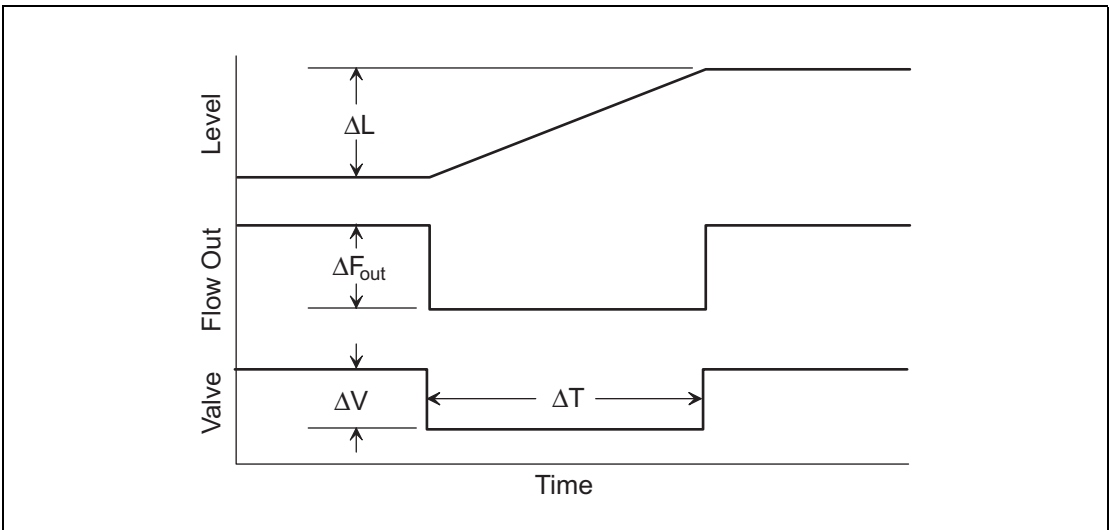 Level
ΔL
Flow Out
ΔFout
Valve
ΔV
ΔT
Time